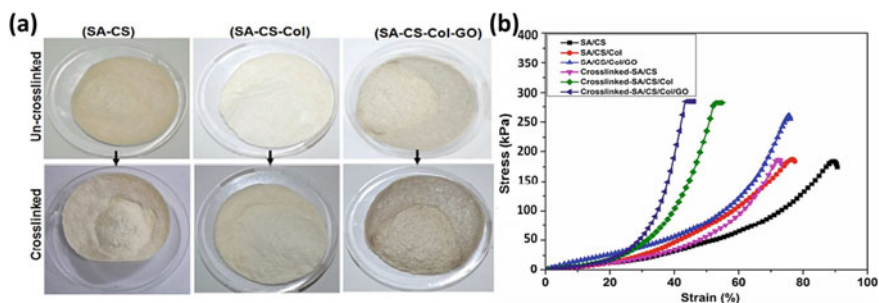 (a)
(SA-CS)
(SA-CS-Col)
(SA-CS-Col-GO)
Un-crosslinked
Crosslinked
(b)
400
350
300
250
200
150
100
50
0
Stress (kPa)
SA/CS
SA/CS/Col
SA/CS/Col/GO
Crosslinked-SA/CS
Crosslinked-SA/CS/Col
Crosslinked-SA/CS/Col/GO
0 20 40 60 80 100
Strain (%)